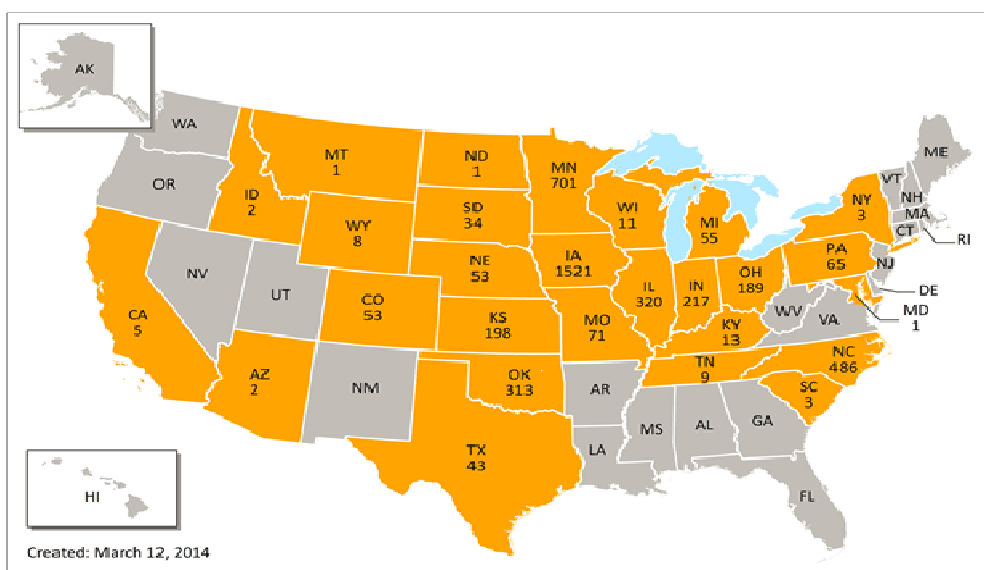 AK
WA
OR
ID
2
MT
1
ND
1
SD
34
WY
8
NE
53
MN
701
WI
11
MI
55
IA
1521
NV
UT
CA
5
CO
53
KS
198
MO
71
IL
320
IN
217
OH
189
KY
13
TN
9
AZ
2
NM
OK
313
TX
43
AR
LA
MS
AL
GA
FL
SC
3
NC
486
WV
VA
PA
65
NY
3
VT
NH
ME
MA
CT
RI
NJ
DE
MD
1
HI
Created: March 12, 2014